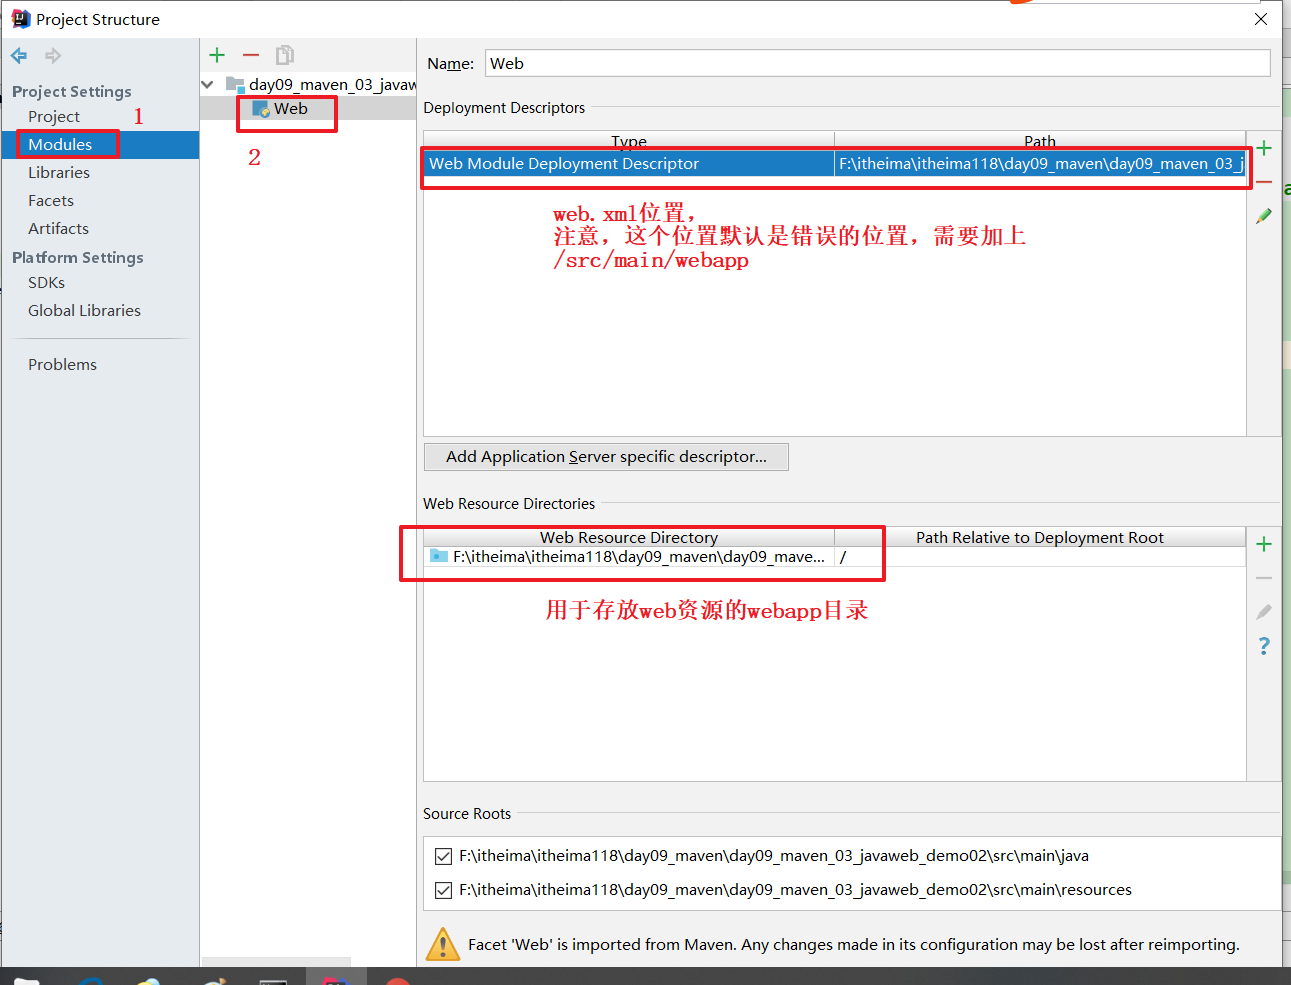 Project Structure
Project Settings
Project
1
Modules
Libraries
Facets
Artifacts
Platform Settings
SDKs
Global Libraries
Problems
day09_maven_03_javaw
Web
2
Name: Web
Deployment Descriptors
Type Path
Web Module Deployment Descriptor F:\itheima\itheima118\day09_maven\day09_maven_03_j
web.xml位置，
注意，这个位置默认是错误的位置，需要加上
/src/main/webapp
Add Application Server specific descriptor...
Web Resource Directories
Web Resource Directory Path Relative to Deployment Root
F:\itheima\itheima118\day09_maven\day09_mave... /
用于存放web资源的webapp目录
Source Roots
F:\itheima\itheima118\day09_maven\day09_maven_03_javaweb_demo02\src\main\java
F:\itheima\itheima118\day09_maven\day09_maven_03_javaweb_demo02\src\main\resources
Facet 'Web' is imported from Maven. Any changes made in its configuration may be lost after reimporting.